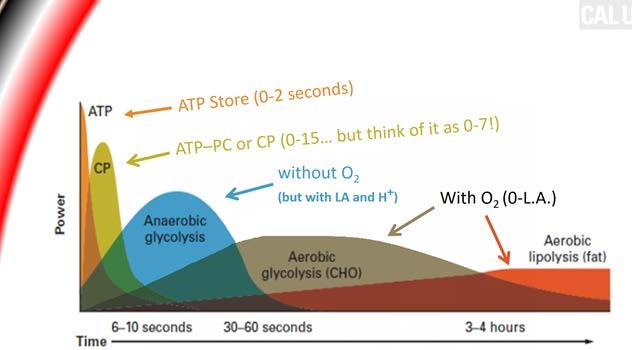 CAL U
ATP
ATP Store (0-2 seconds)
ATP–PC or CP (0-15... but think of it as 0-7!)
CP
without O₂
(but with LA and H⁺)
With O₂ (0-L.A.)
Power
Anaerobic
glycolysis
Aerobic
glycolysis (CHO)
Aerobic
lipolysis (fat)
6–10 seconds
30–60 seconds
3–4 hours
Time